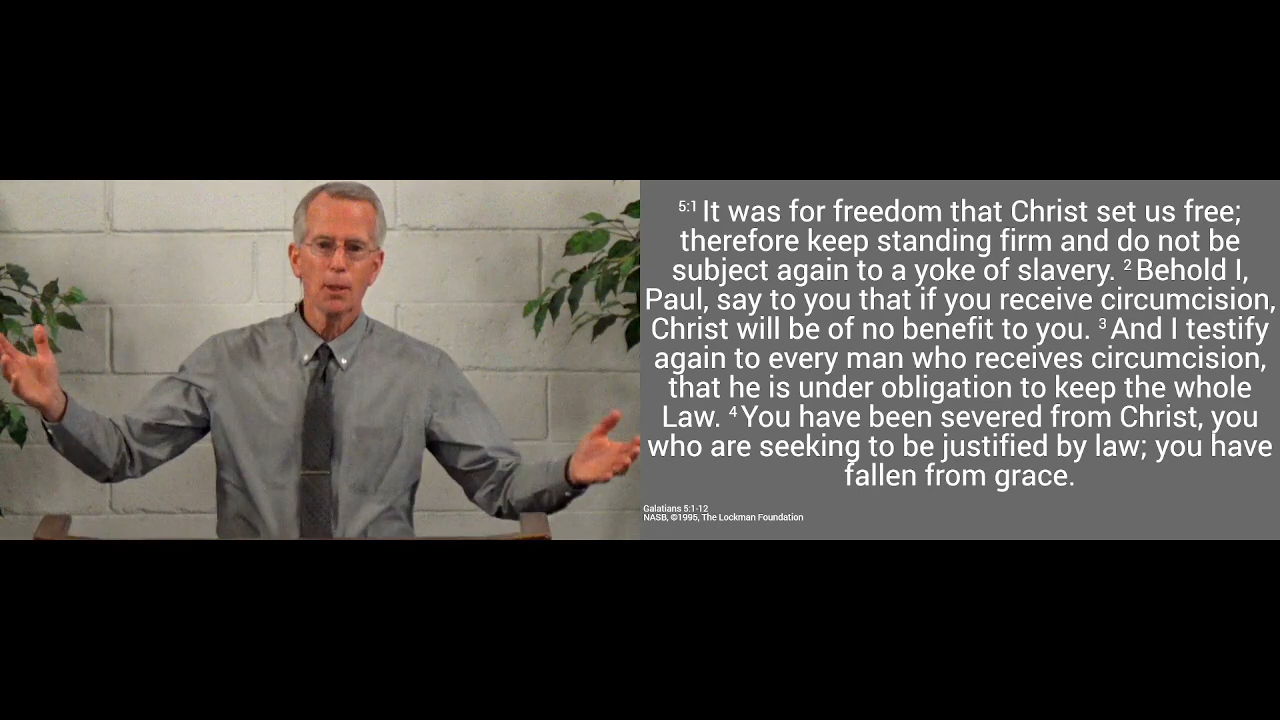 5:1 It was for freedom that Christ set us free;
therefore keep standing firm and do not be
subject again to a yoke of slavery. 2 Behold I,
Paul, say to you that if you receive circumcision,
Christ will be of no benefit to you. 3 And I testify
again to every man who receives circumcision,
that he is under obligation to keep the whole
Law. 4 You have been severed from Christ, you
who are seeking to be justified by law; you have
fallen from grace.
Galatians 5:1-12
NASB, ©1995, The Lockman Foundation